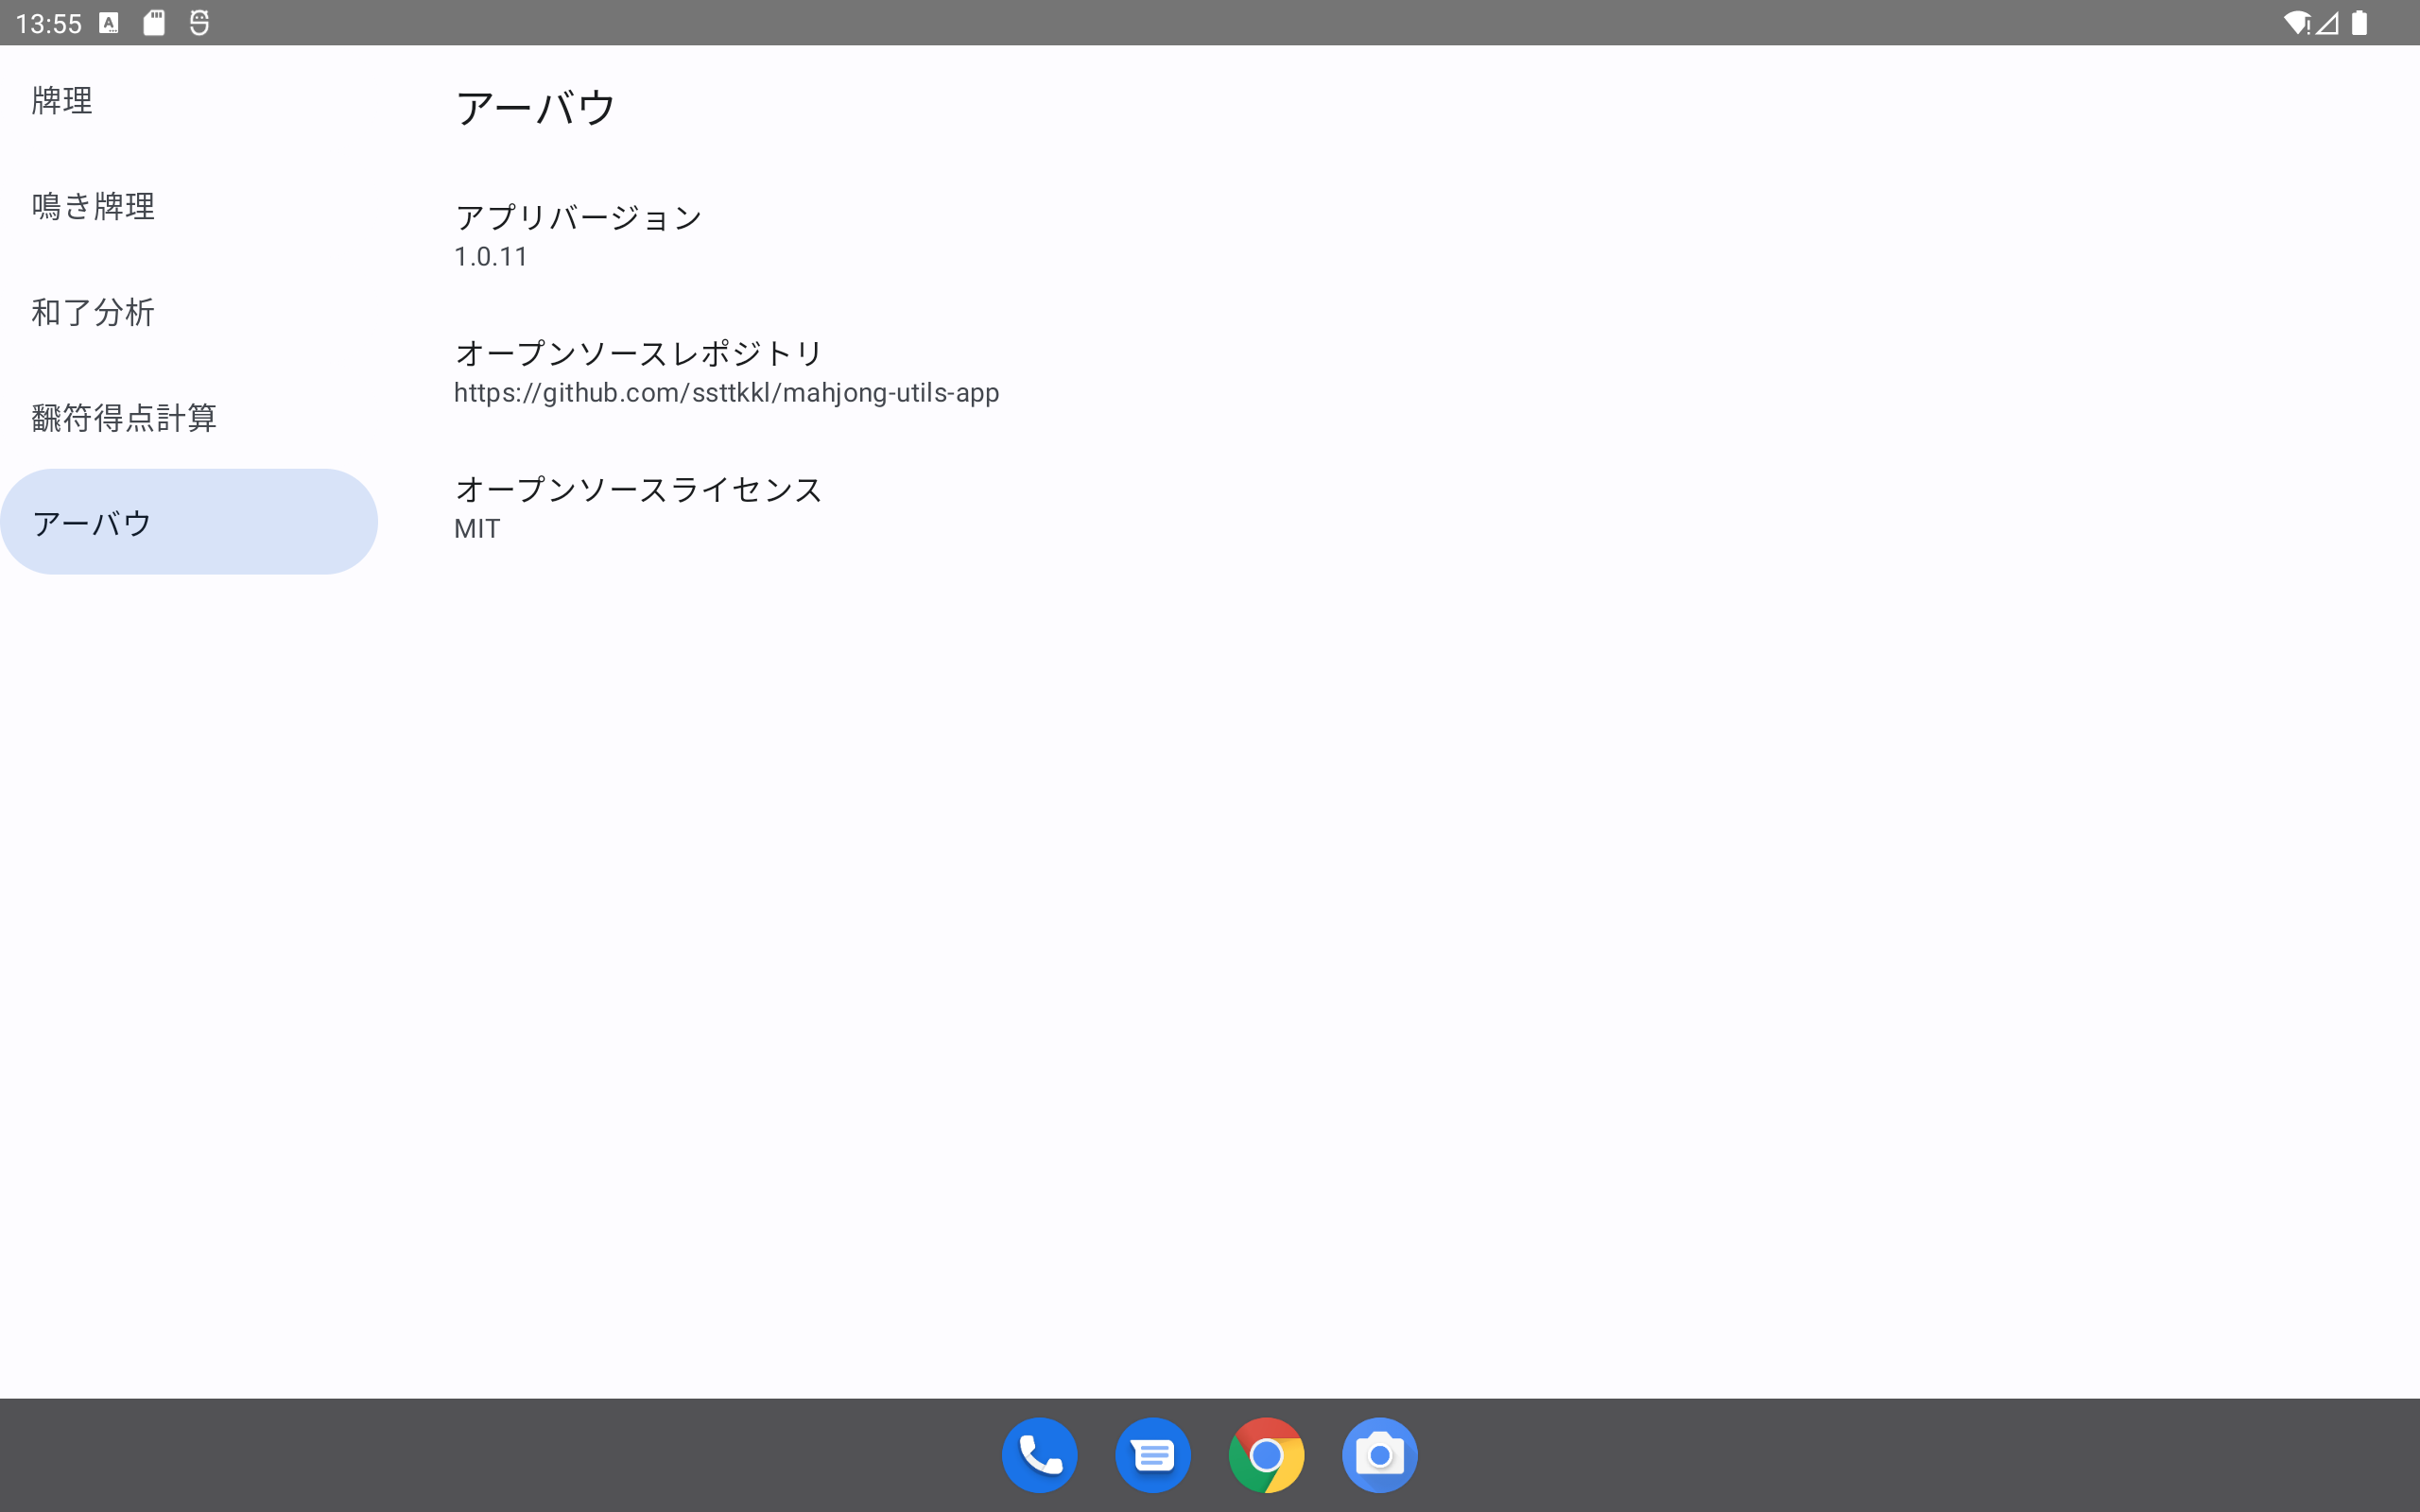 13:55
牌理
鳴き牌理
和了分析
飜符得点計算
アーバウ
アーバウ
アプリバージョン
1.0.11
オープンソースレポジトリ
https://github.com/ssttkkl/mahjong-utils-app
オープンソースライセンス
MIT